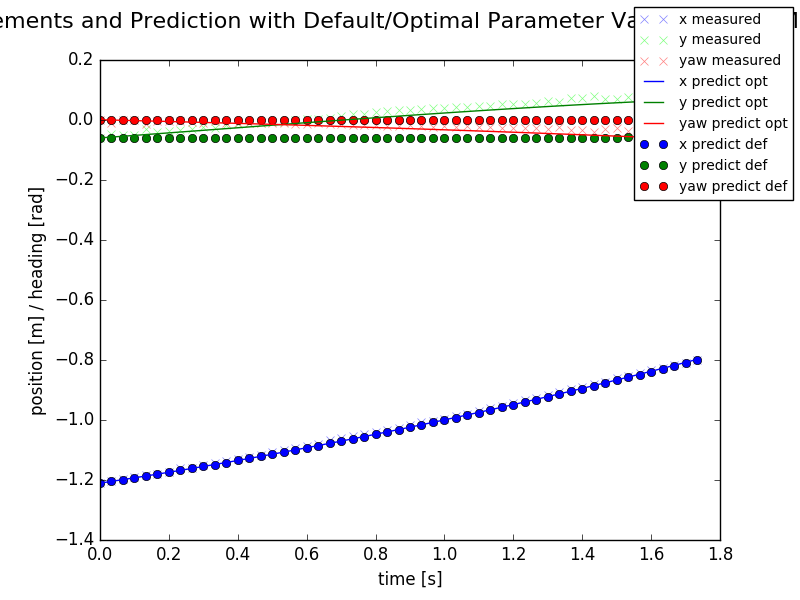 ements and Prediction with Default/Optimal Parameter Va
x measured
y measured
yaw measured
x predict opt
y predict opt
yaw predict opt
x predict def
y predict def
yaw predict def
0.2
0.0
−0.2
−0.4
−0.6
−0.8
−1.0
−1.2
−1.4
position [m] / heading [rad]
0.0 0.2 0.4 0.6 0.8 1.0 1.2 1.4 1.6 1.8
time [s]